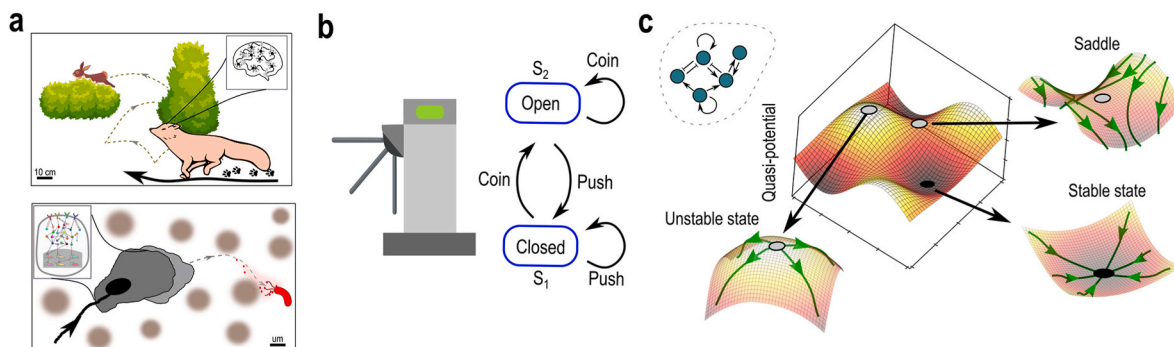 a
10 cm
um
b
S2
Open
Coin
Coin
Push
Closed
S1
Push
c
Quasi-potential
Saddle
Unstable state
Stable state